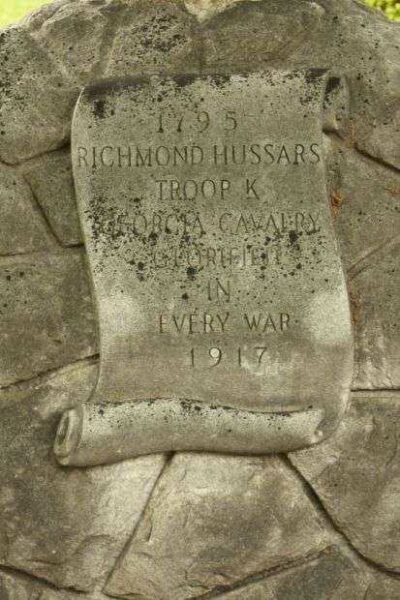 1795
RICHMOND HUSSARS
TROOP K
GEORGIA CAVALRY
GLORIFIED
IN
EVERY WAR
1917